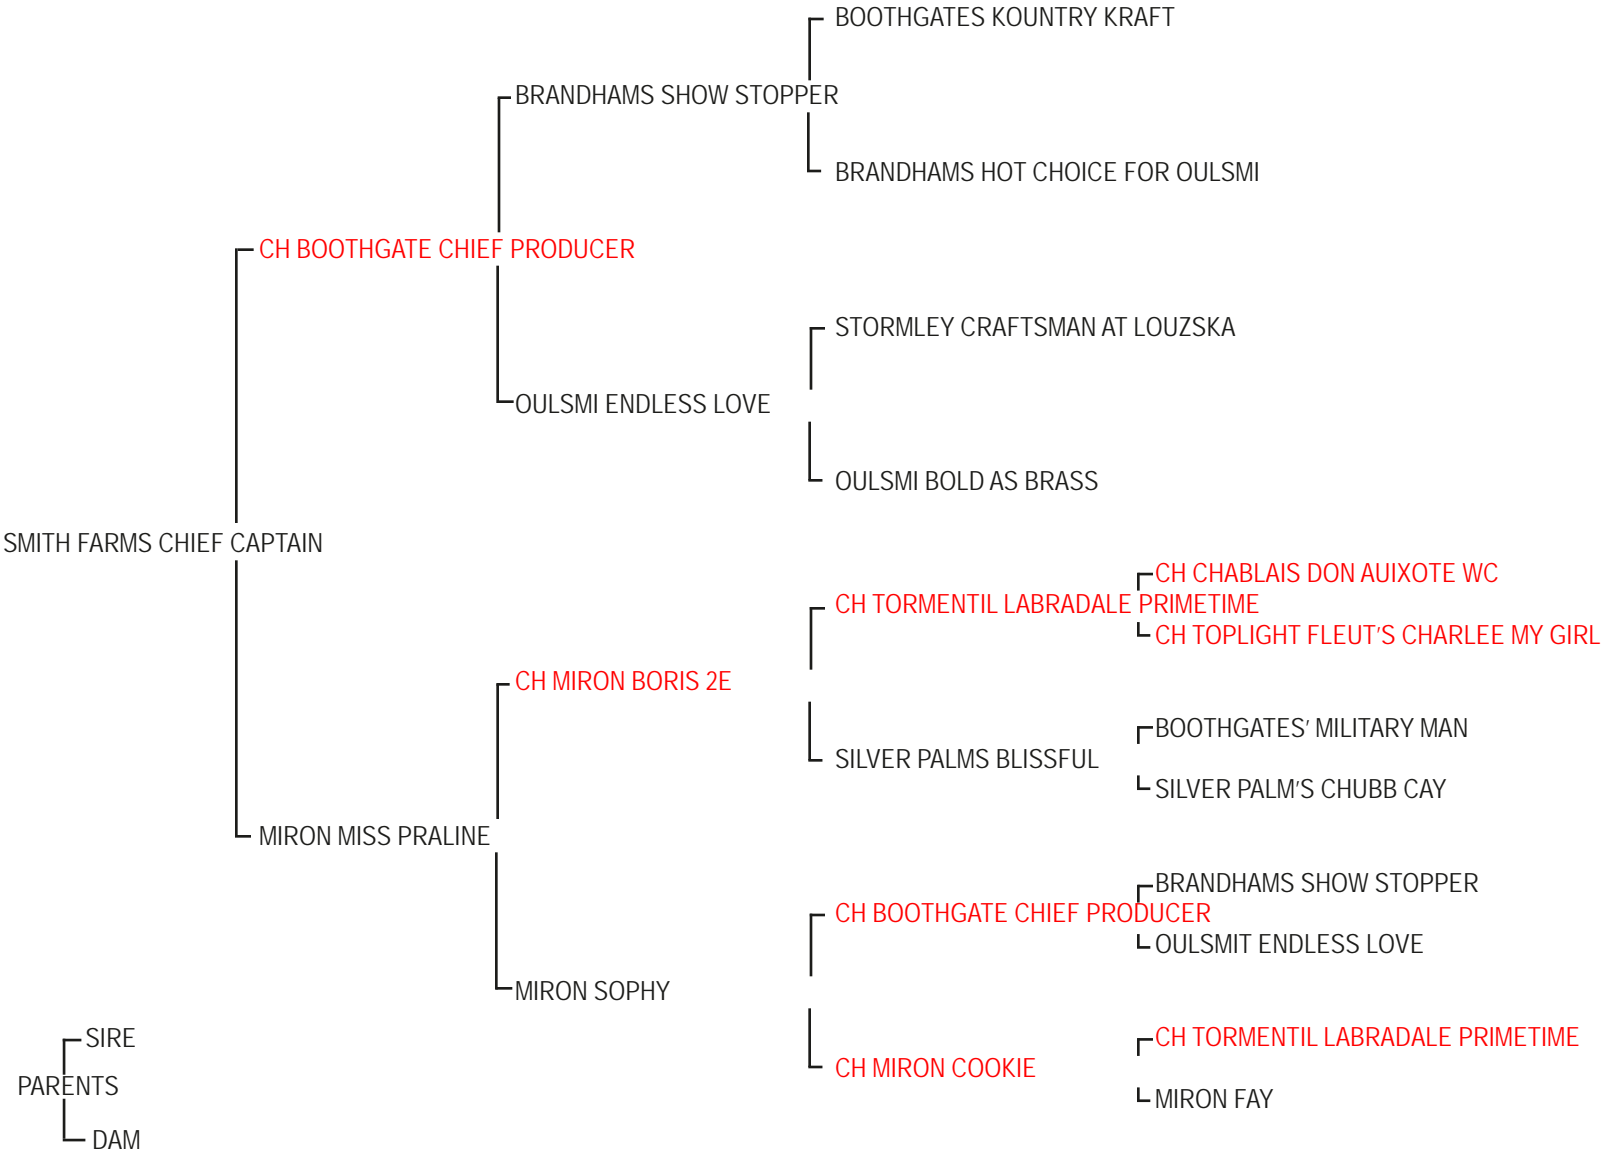 BOOTHGATES KOUNTRY KRAFT
BRANDHAMS SHOW STOPPER
BRANDHAMS HOT CHOICE FOR OULSMI
CH BOOTHGATE CHIEF PRODUCER
STORMLEY CRAFTSMAN AT LOUZSKA
OULSMI ENDLESS LOVE
OULSMI BOLD AS BRASS
SMITH FARMS CHIEF CAPTAIN
CH CHABLAIS DON AUIXOTE WC
CH TORMENTIL LABRADALE PRIMETIME
CH TOPLIGHT FLEUT'S CHARLEE MY GIRL
CH MIRON BORIS 2E
BOOTHGATES' MILITARY MAN
SILVER PALMS BLISSFUL
SILVER PALM'S CHUBB CAY
MIRON MISS PRALINE
BRANDHAMS SHOW STOPPER
CH BOOTHGATE CHIEF PRODUCER
OULSMIT ENDLESS LOVE
MIRON SOPHY
CH TORMENTIL LABRADALE PRIMETIME
CH MIRON COOKIE
MIRON FAY
SIRE
PARENTS
DAM